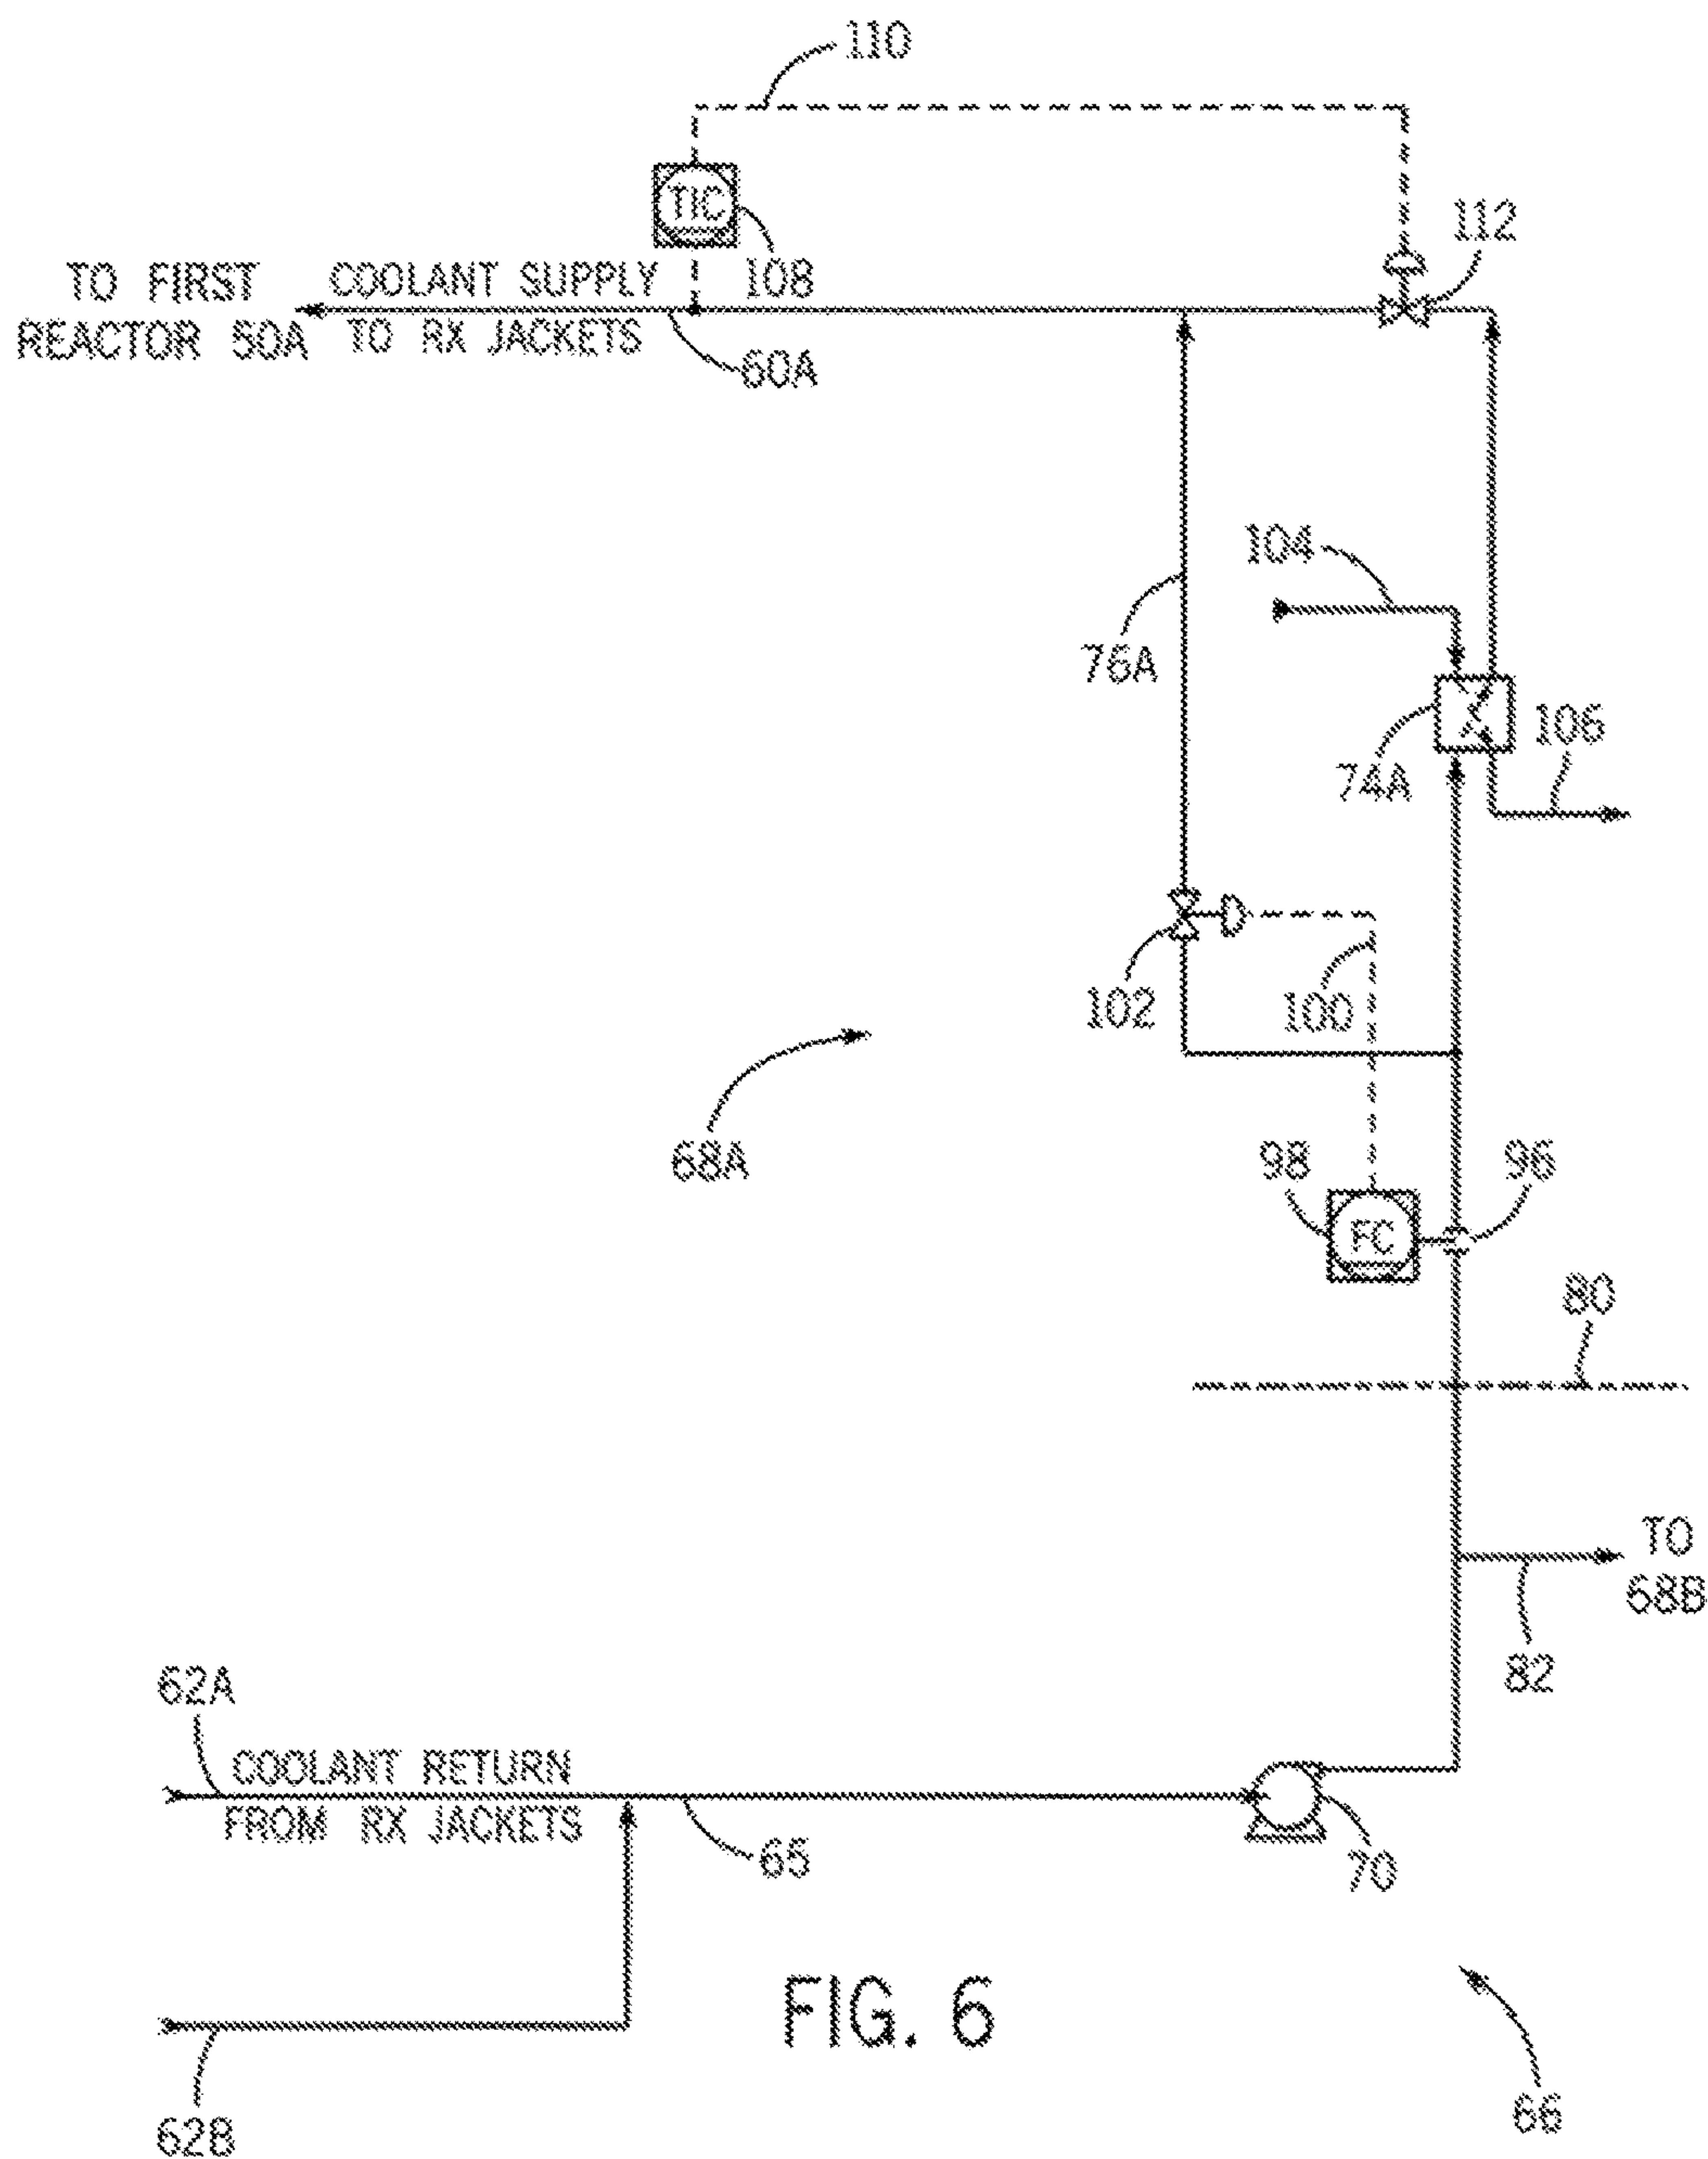 110
TIC
112
TO FIRST
REACTOR 50A
COOLANT SUPPLY
TO RX JACKETS
108
60A
104
76A
74A
106
102
100
68A
98
96
FC
80
TO
68B
82
62A
COOLANT RETURN
FROM RX JACKETS
65
70
FIG. 6
62B
66